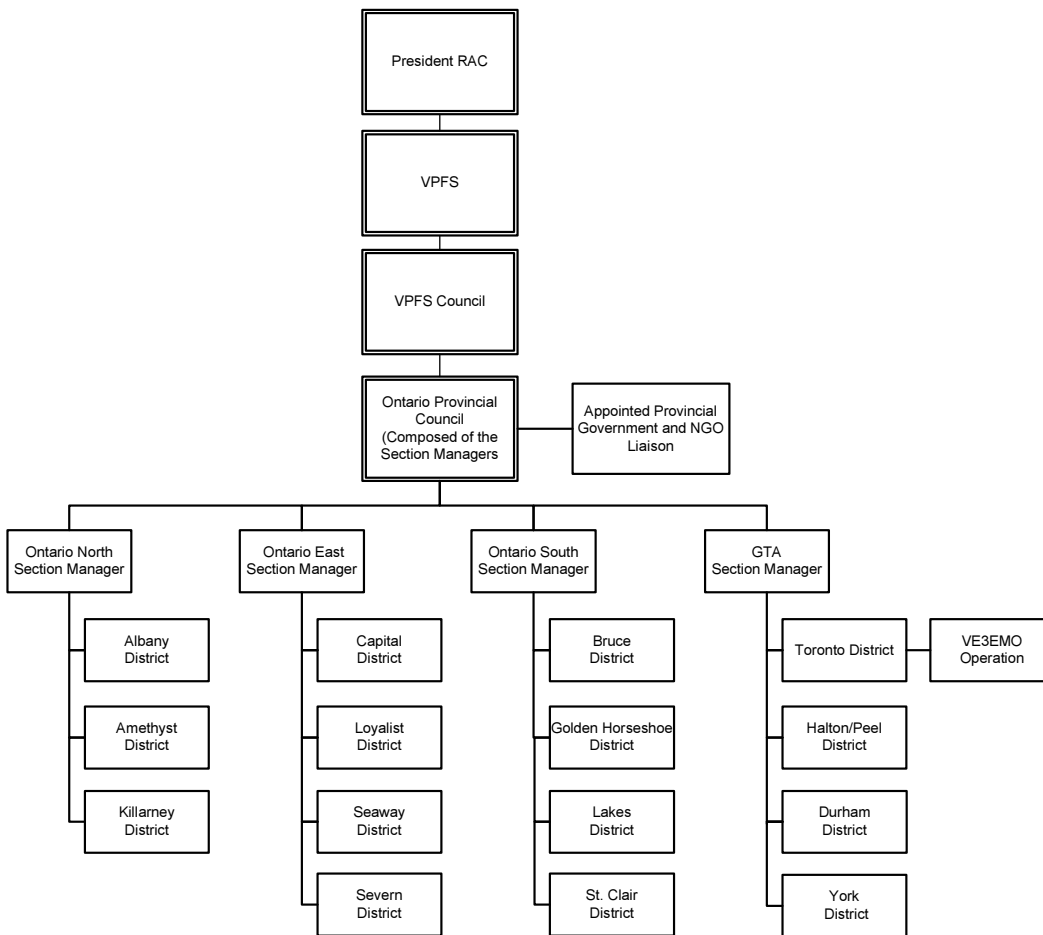 President RAC
VPFS
VPFS Council
Ontario Provincial
Council
(Composed of the
Section Managers
Appointed Provincial
Government and NGO
Liaison
Ontario North
Section Manager
Ontario East
Section Manager
Ontario South
Section Manager
GTA
Section Manager
Albany
District
Capital
District
Bruce
District
Toronto District
VE3EMO
Operation
Amethyst
District
Loyalist
District
Golden Horseshoe
District
Halton/Peel
District
Killarney
District
Seaway
District
Lakes
District
Durham
District
Severn
District
St. Clair
District
York
District